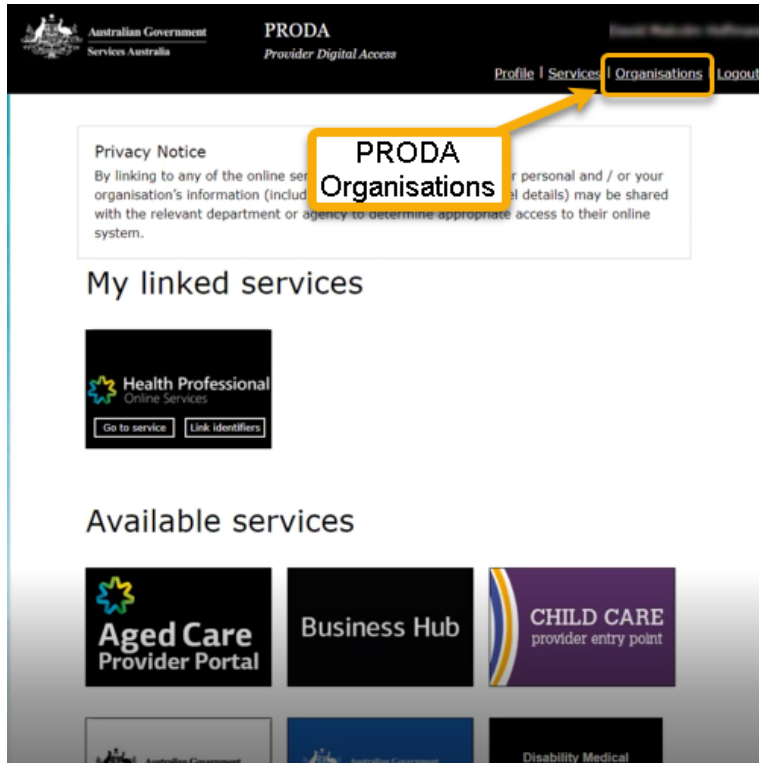 Australian Government
Services Australia
PRODA
Provider Digital Access
Profile | Services | Organisations | Logout
PRODA
Organisations
Privacy Notice
By linking to any of the online ser r personal and / or your
organisation's information (includ el details) may be shared
with the relevant department or agency to determine appropriate access to their online
system.
My linked services
Health Professional
Online Services
Go to service Link identifiers
Available services
Aged Care
Provider Portal
Business Hub
CHILD CARE
provider entry point
Australian Government
Australian Government
Disability Medical